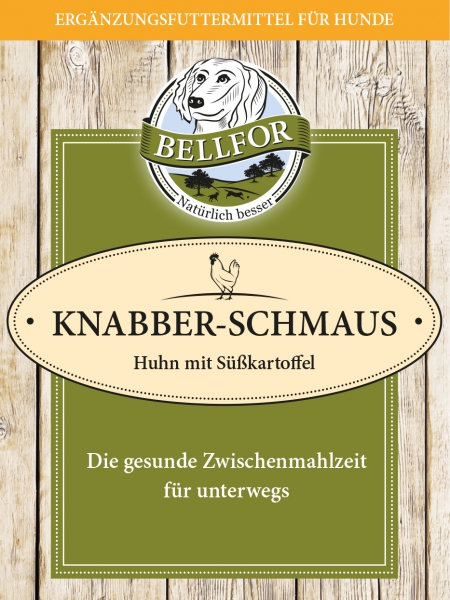 ERGÄNZUNGSFUTTERMITTEL FÜR HUNDE
BELLFOR
Natürlich besser
• KNABBER-SCHMAUS •
Huhn mit Süßkartoffel
Die gesunde Zwischenmahlzeit
für unterwegs